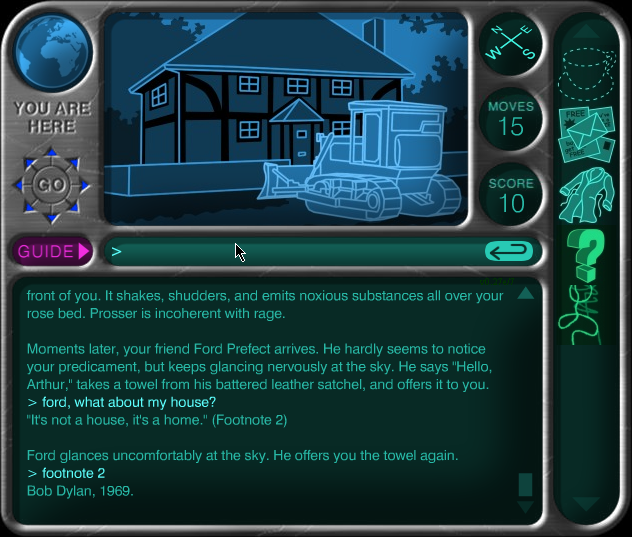 N
E
W
S
YOU ARE
HERE
MOVES
15
FREE
FREE
GO
SCORE
10
GUIDE
>
front of you. It shakes, shudders, and emits noxious substances all over your
rose bed. Prosser is incoherent with rage.
Moments later, your friend Ford Prefect arrives. He hardly seems to notice
your predicament, but keeps glancing nervously at the sky. He says "Hello,
Arthur," takes a towel from his battered leather satchel, and offers it to you.
> ford, what about my house?
"It's not a house, it's a home." (Footnote 2)
Ford glances uncomfortably at the sky. He offers you the towel again.
> footnote 2
Bob Dylan, 1969.